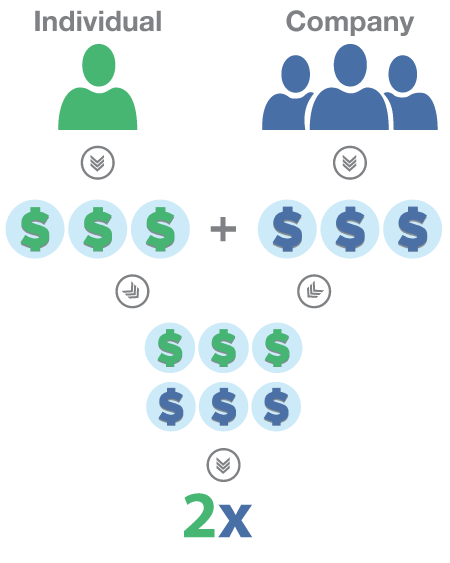 Individual Company
$ $ $ + $ $ $
$ $ $
$ $ $
2x